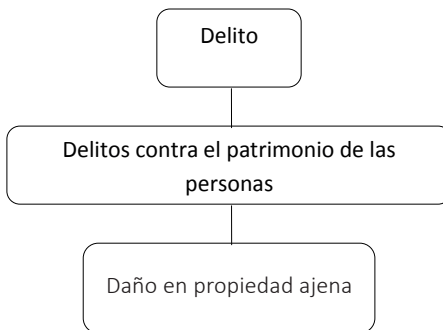 Delito
Delitos contra el patrimonio de las
personas
Daño en propiedad ajena